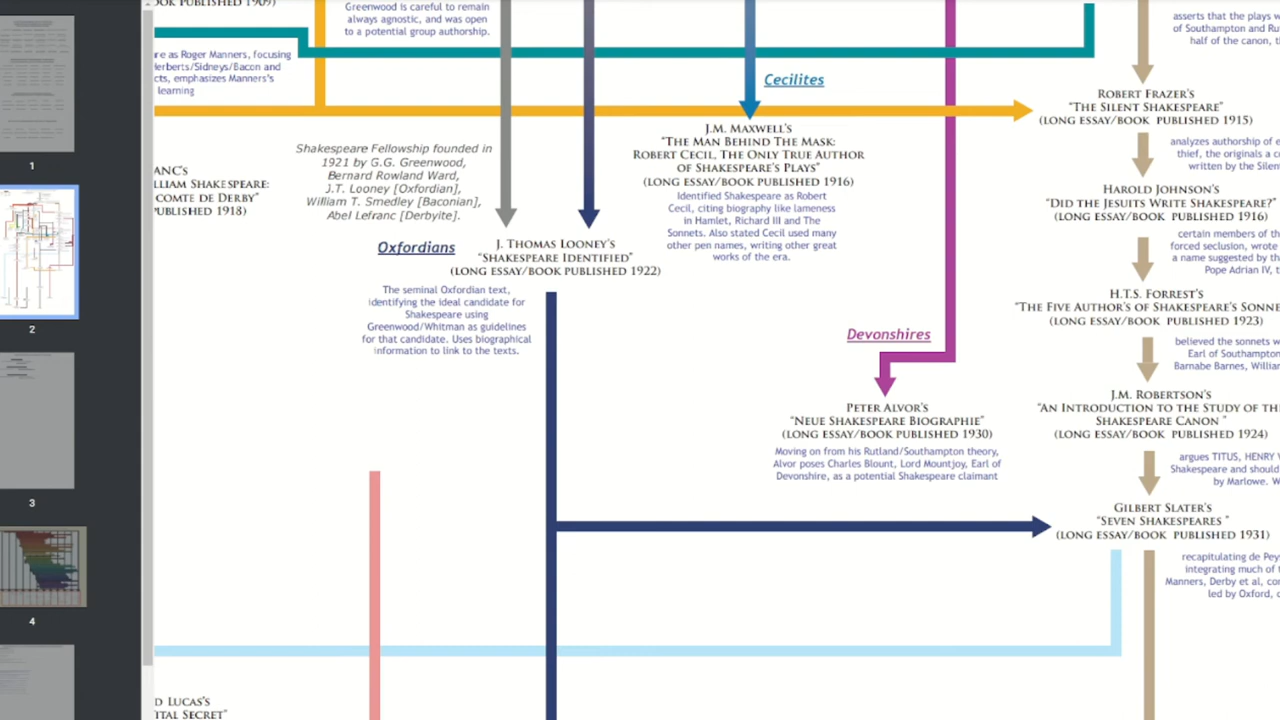 OOK PUBLISHED 1909)
Greenwood is careful to remain
always agnostic, and was open
to a potential group authorship.
re as Roger Manners, focusing
Herberts/Sidneys/Bacon and
cts, emphasizes Manners's
learning
ANC's
LLIAM SHAKESPEARE:
COMTE DE DERBY"
PUBLISHED 1918)
Shakespeare Fellowship founded in
1921 by G.G. Greenwood,
Bernard Rowland Ward,
J.T. Looney [Oxfordian],
William T. Smedley [Baconian],
Abel Lefranc [Derbyite].
Oxfordians
J. THOMAS LOONEY'S
"SHAKESPEARE IDENTIFIED"
(LONG ESSAY/BOOK PUBLISHED 1922)
The seminal Oxfordian text,
identifying the ideal candidate for
Shakespeare using
Greenwood/Whitman as guidelines
for that candidate. Uses biographical
information to link to the texts.
Cecilites
J.M. MAXWELL'S
"THE MAN BEHIND THE MASK:
ROBERT CECIL, THE ONLY TRUE AUTHOR
OF SHAKESPEARE'S PLAYS"
(LONG ESSAY/BOOK PUBLISHED 1916)
Identified Shakespeare as Robert
Cecil, citing biography like lameness
in Hamlet, Richard III and The
Sonnets. Also stated Cecil used many
other pen names, writing other great
works of the era.
Devonshires
PETER ALVOR'S
"NEUE SHAKESPEARE BIOGRAPHIE"
(LONG ESSAY/BOOK PUBLISHED 1930)
Moving on from his Rutland/Southampton theory,
Alvor poses Charles Blount, Lord Mountjoy, Earl of
Devonshire, as a potential Shakespeare claimant
asserts that the plays w
of Southampton and Ru
half of the canon, t
ROBERT FRAZER'S
"THE SILENT SHAKESPEARE"
(LONG ESSAY/BOOK PUBLISHED 1915)
analyzes authorship of e
thief, the originals a c
written by the Silen
HAROLD JOHNSON'S
"DID THE JESUITS WRITE SHAKESPEARE?"
(LONG ESSAY/BOOK PUBLISHED 1916)
certain members of th
forced seclusion, wrote
a name suggested by th
Pope Adrian IV, t
H.T.S. FORREST'S
"THE FIVE AUTHOR'S OF SHAKESPEARE'S SONNE
(LONG ESSAY/BOOK PUBLISHED 1923)
believed the sonnets w
Earl of Southampton
Barnabe Barnes, William
J.M. ROBERTSON'S
"AN INTRODUCTION TO THE STUDY OF THE
SHAKESPEARE CANON "
(LONG ESSAY/BOOK PUBLISHED 1924)
argues TITUS, HENRY V
Shakespeare and should
by Marlowe. W
GILBERT SLATER'S
"SEVEN SHAKESPEARES "
(LONG ESSAY/BOOK PUBLISHED 1931)
recapitulating de Pey
integrating much of t
Manners, Derby et al, co
led by Oxford, c
D LUCAS'S
ITAL SECRET"
1
2
3
4